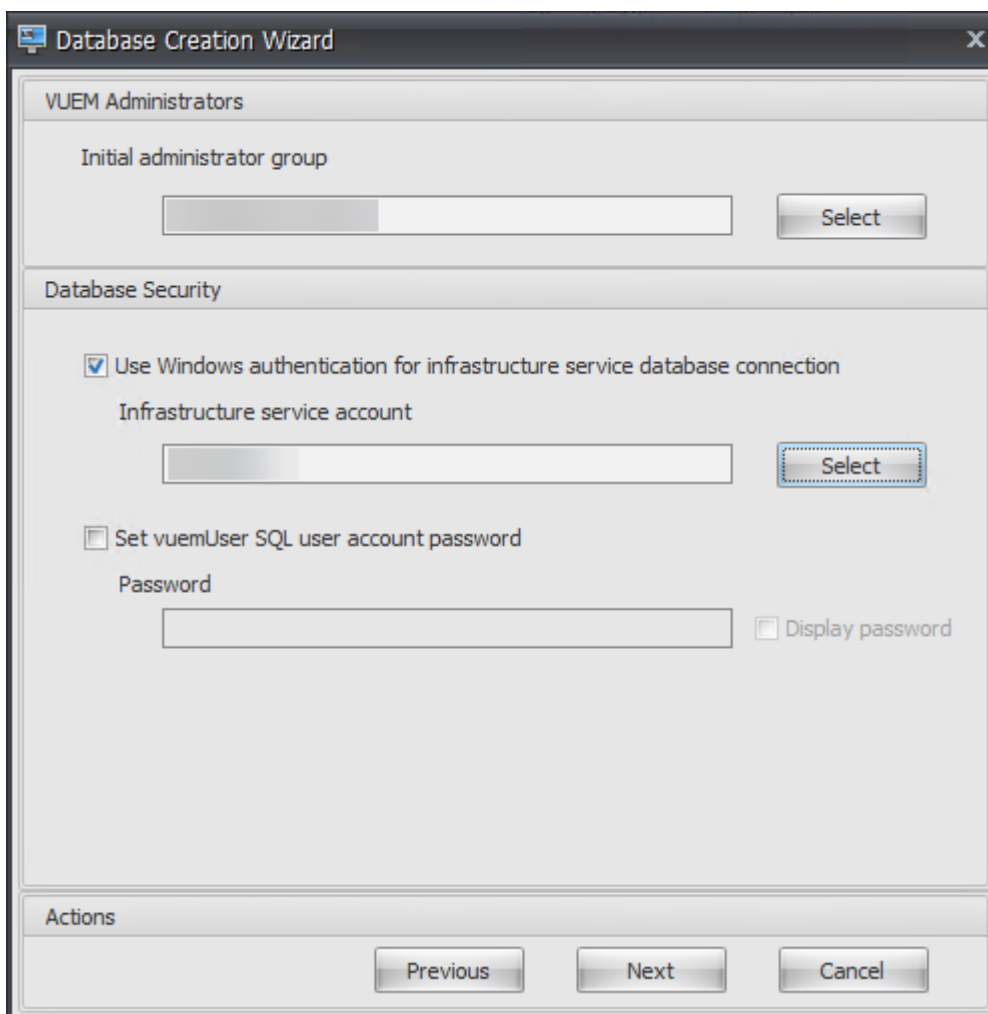 Database Creation Wizard
x
VUEM Administrators
Initial administrator group
Select
Database Security
Use Windows authentication for infrastructure service database connection
Infrastructure service account
Select
Set vuemUser SQL user account password
Password
Display password
Actions
Previous Next Cancel